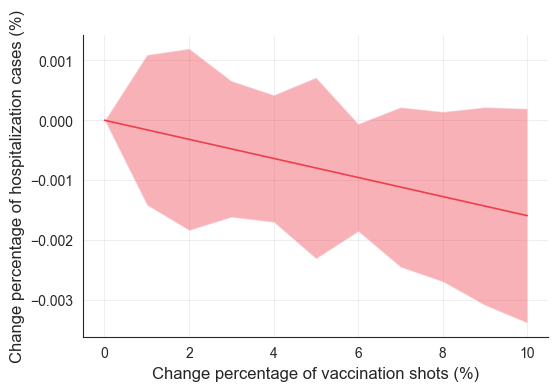 Change percentage of hospitalization cases (%)
0.001
0.000
−0.001
−0.002
−0.003
0 2 4 6 8 10
Change percentage of vaccination shots (%)